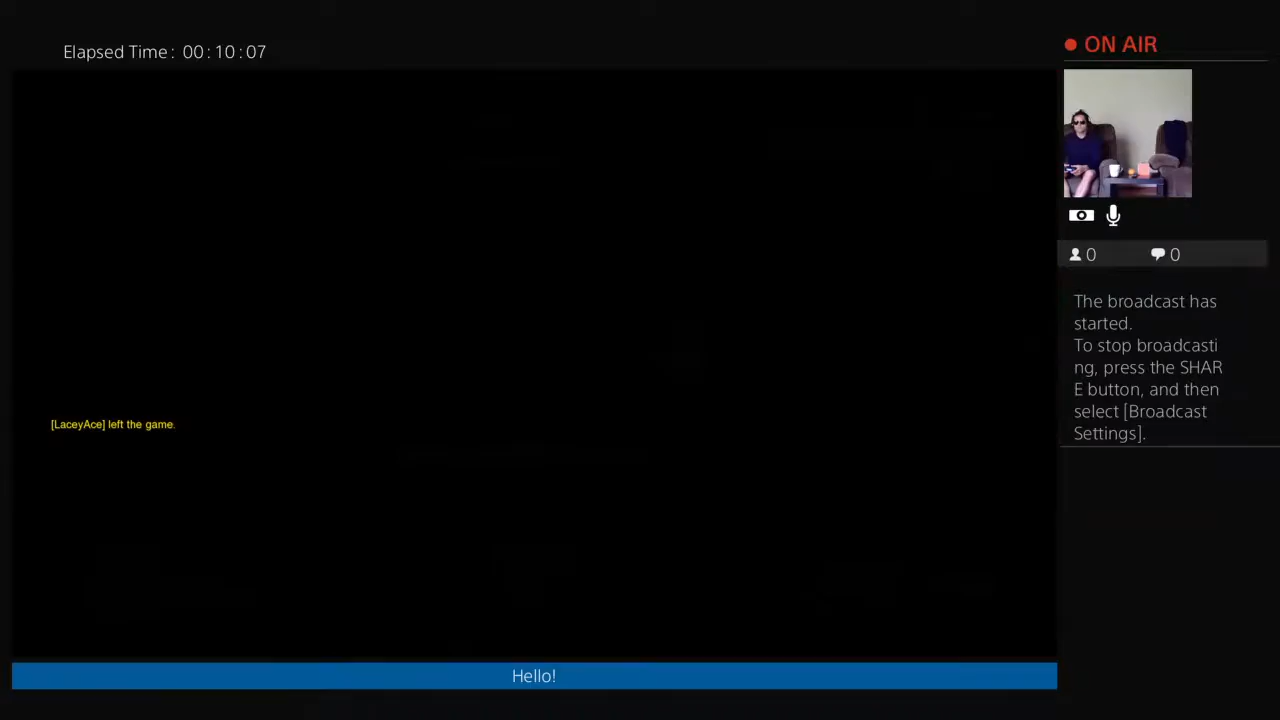 Elapsed Time: 00:10:07
ON AIR
0
0
The broadcast has
started.
To stop broadcasti
ng, press the SHAR
E button, and then
select [Broadcast
Settings].
[LaceyAce] left the game.
Hello!